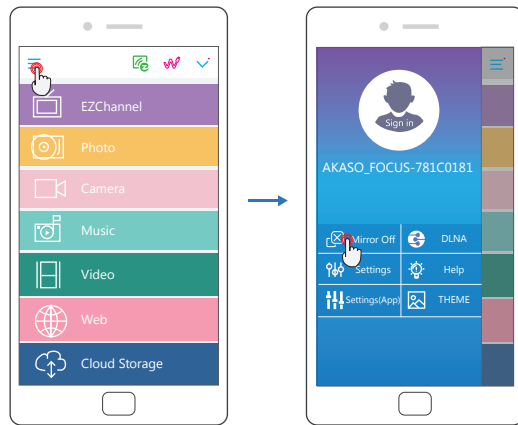 EZChannel
Photo
Camera
Music
Video
Web
Cloud Storage
Sign in
AKASO_FOCUS-781C0181
Mirror Off
DLNA
Settings
Help
Settings(App)
THEME